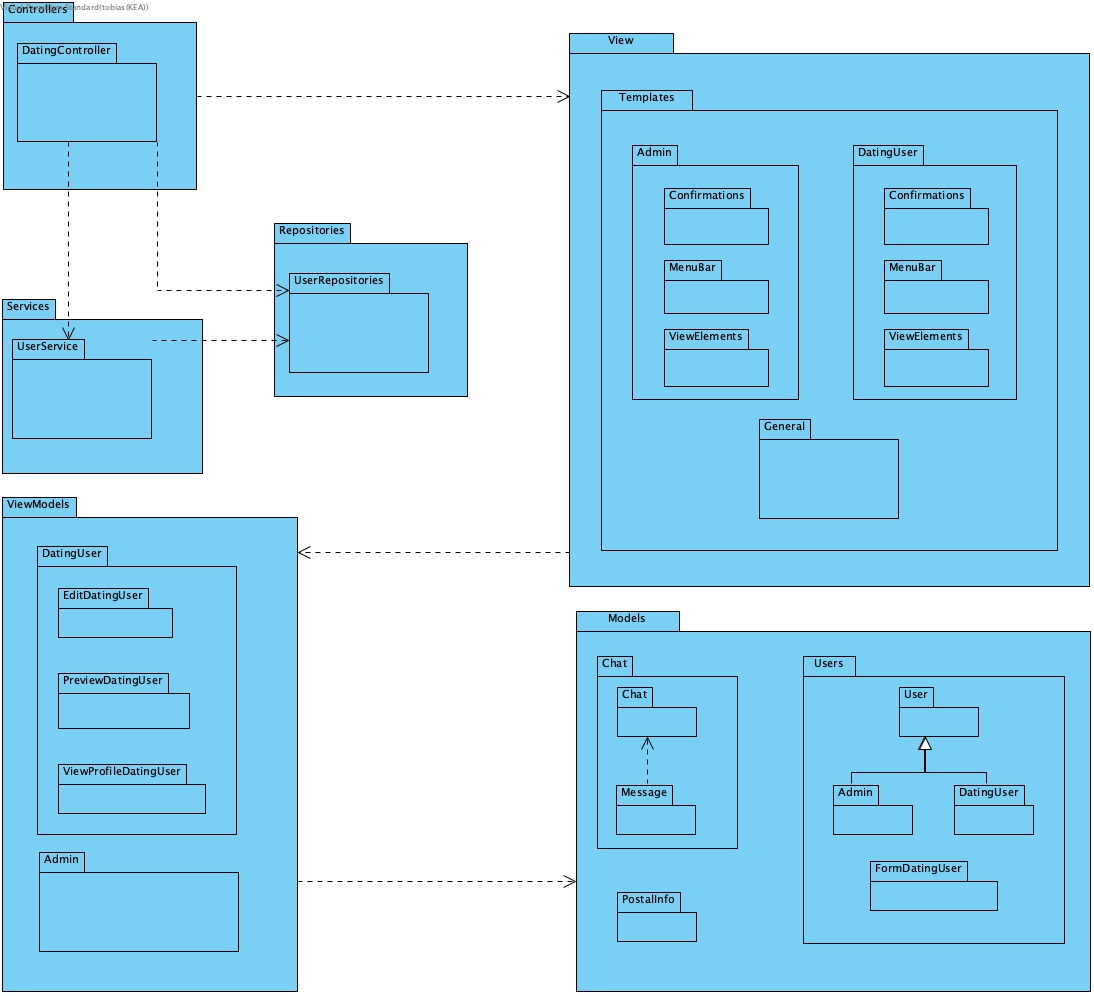 Standard(tobias(KEA))
Controllers
DatingController
View
Templates
Admin
DatingUser
Confirmations
Confirmations
MenuBar
MenuBar
ViewElements
ViewElements
General
Repositories
UserRepositories
Services
UserService
ViewModels
DatingUser
EditDatingUser
PreviewDatingUser
ViewProfileDatingUser
Admin
Models
Chat
Chat
Message
PostalInfo
Users
User
Admin
DatingUser
FormDatingUser